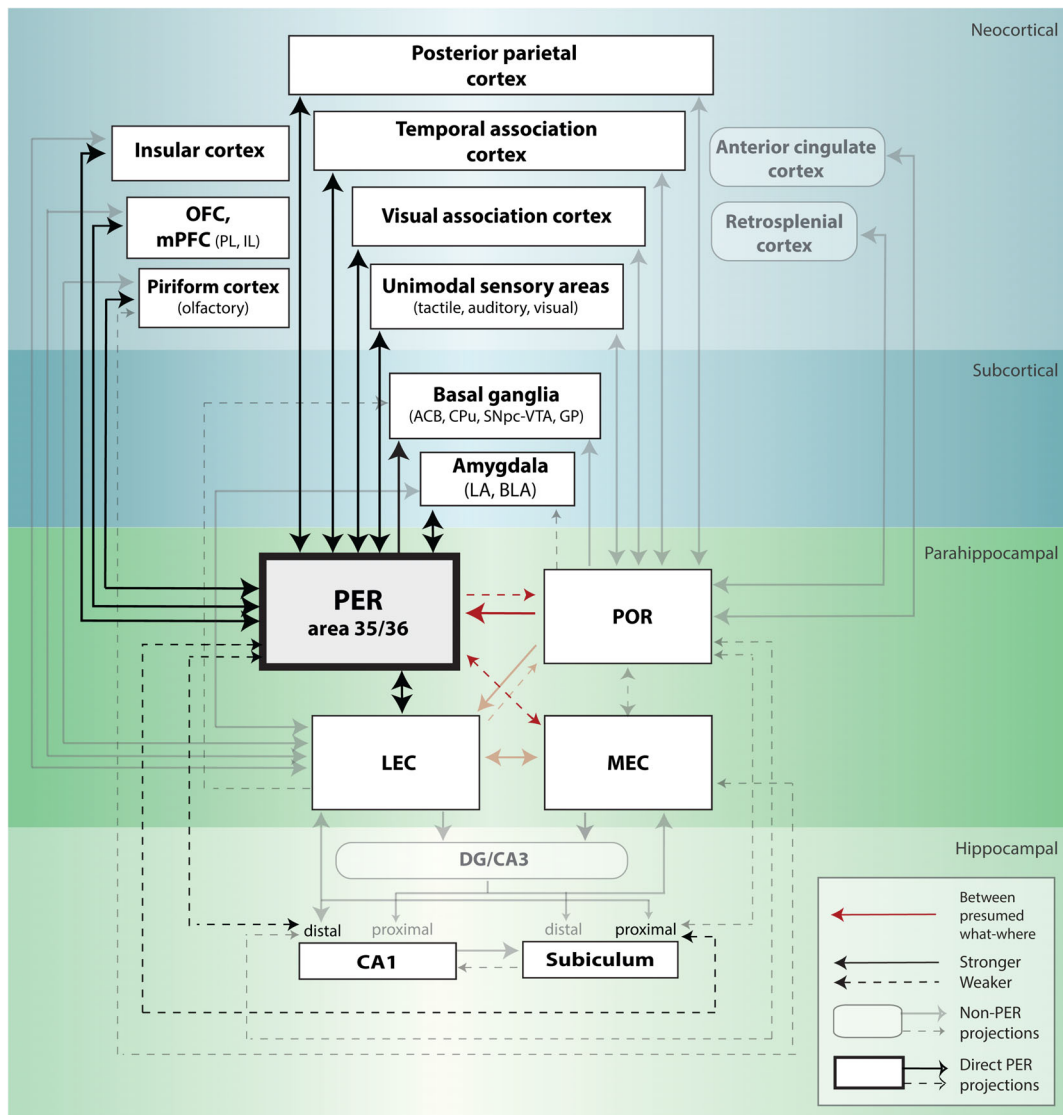 Neocortical
Posterior parietal
cortex
Temporal association
cortex
Insular cortex
Anterior cingulate
cortex
OFC,
mPFC (PL, IL)
Visual association cortex
Retrosplenial
cortex
Piriform cortex
(olfactory)
Unimodal sensory areas
(tactile, auditory, visual)
Subcortical
Basal ganglia
(ACB, CPu, SNpc-VTA, GP)
Amygdala
(LA, BLA)
Parahippocampal
PER
area 35/36
POR
LEC
MEC
Hippocampal
DG/CA3
distal
proximal
distal
proximal
CA1
Subiculum
Between
presumed
what-where
Stronger
Weaker
Non-PER
projections
Direct PER
projections